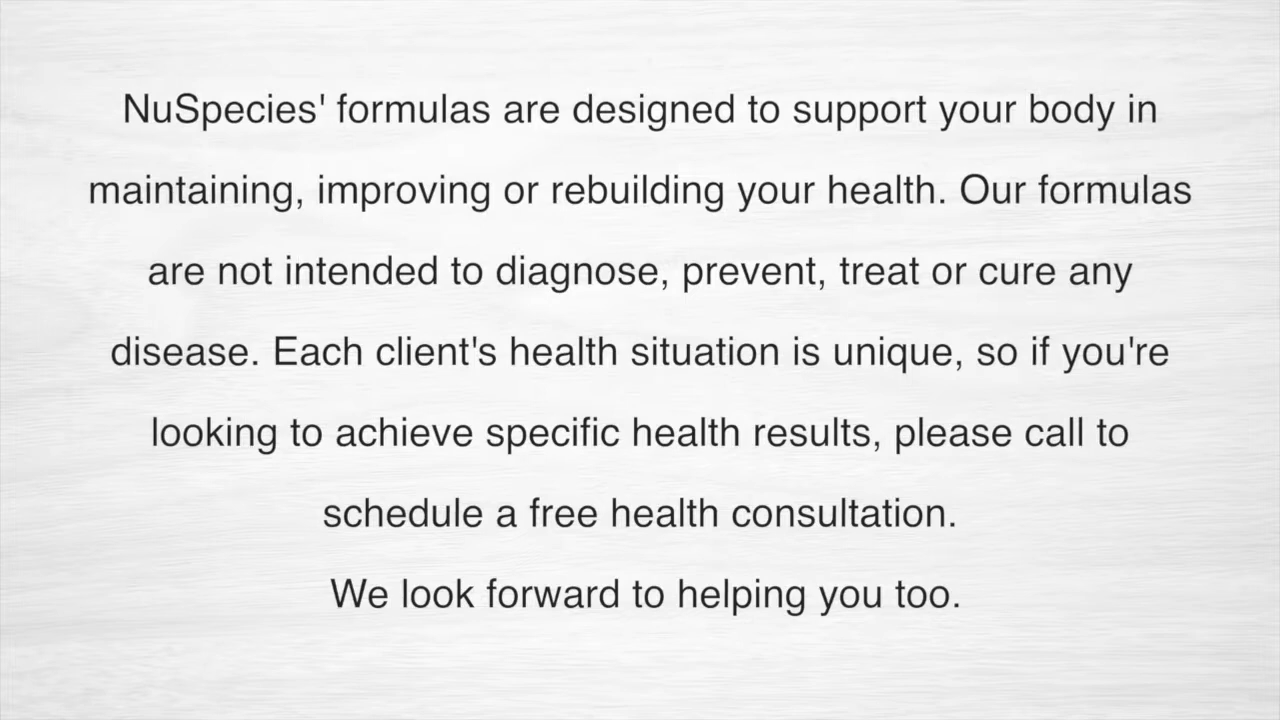 NuSpecies' formulas are designed to support your body in
maintaining, improving or rebuilding your health. Our formulas
are not intended to diagnose, prevent, treat or cure any
disease. Each client's health situation is unique, so if you're
looking to achieve specific health results, please call to
schedule a free health consultation.
We look forward to helping you too.